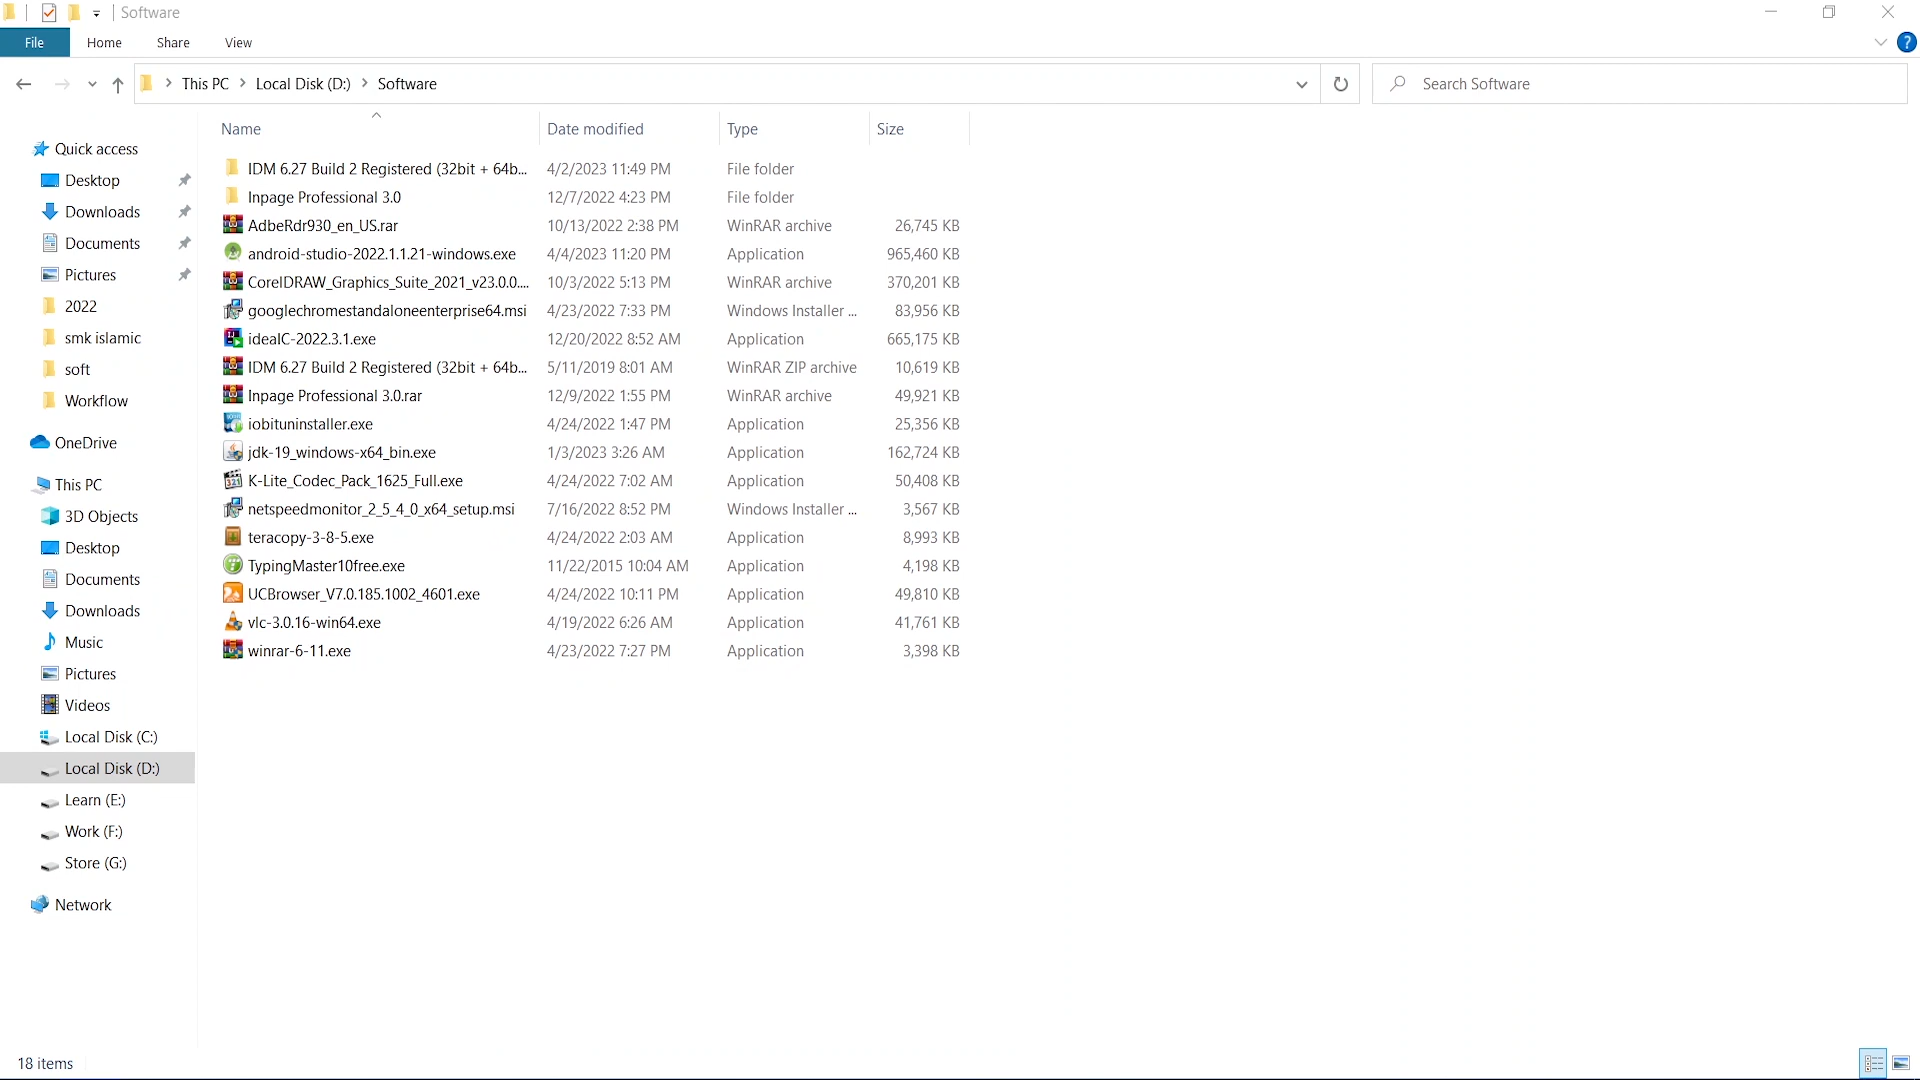 Software
File Home Share View
This PC > Local Disk (D:) > Software
Search Software
Name Date modified Type Size
IDM 6.27 Build 2 Registered (32bit + 64b... 4/2/2023 11:49 PM File folder
Inpage Professional 3.0 12/7/2022 4:23 PM File folder
AdbeRdr930_en_US.rar 10/13/2022 2:38 PM WinRAR archive 26,745 KB
android-studio-2022.1.1.21-windows.exe 4/4/2023 11:20 PM Application 965,460 KB
CorelDRAW_Graphics_Suite_2021_v23.0.0.... 10/3/2022 5:13 PM WinRAR archive 370,201 KB
googlechromestandaloneenterprise64.msi 4/23/2022 7:33 PM Windows Installer ... 83,956 KB
ideaIC-2022.3.1.exe 12/20/2022 8:52 AM Application 665,175 KB
IDM 6.27 Build 2 Registered (32bit + 64b... 5/11/2019 8:01 AM WinRAR ZIP archive 10,619 KB
Inpage Professional 3.0.rar 12/9/2022 1:55 PM WinRAR archive 49,921 KB
iobituninstaller.exe 4/24/2022 1:47 PM Application 25,356 KB
jdk-19_windows-x64_bin.exe 1/3/2023 3:26 AM Application 162,724 KB
K-Lite_Codec_Pack_1625_Full.exe 4/24/2022 7:02 AM Application 50,408 KB
netspeedmonitor_2_5_4_0_x64_setup.msi 7/16/2022 8:52 PM Windows Installer ... 3,567 KB
teracopy-3-8-5.exe 4/24/2022 2:03 AM Application 8,993 KB
TypingMaster10free.exe 11/22/2015 10:04 AM Application 4,198 KB
UCBrowser_V7.0.185.1002_4601.exe 4/24/2022 10:11 PM Application 49,810 KB
vlc-3.0.16-win64.exe 4/19/2022 6:26 AM Application 41,761 KB
winrar-6-11.exe 4/23/2022 7:27 PM Application 3,398 KB
Quick access
Desktop
Downloads
Documents
Pictures
2022
smk islamic
soft
Workflow
OneDrive
This PC
3D Objects
Desktop
Documents
Downloads
Music
Pictures
Videos
Local Disk (C:)
Local Disk (D:)
Learn (E:)
Work (F:)
Store (G:)
Network
18 items